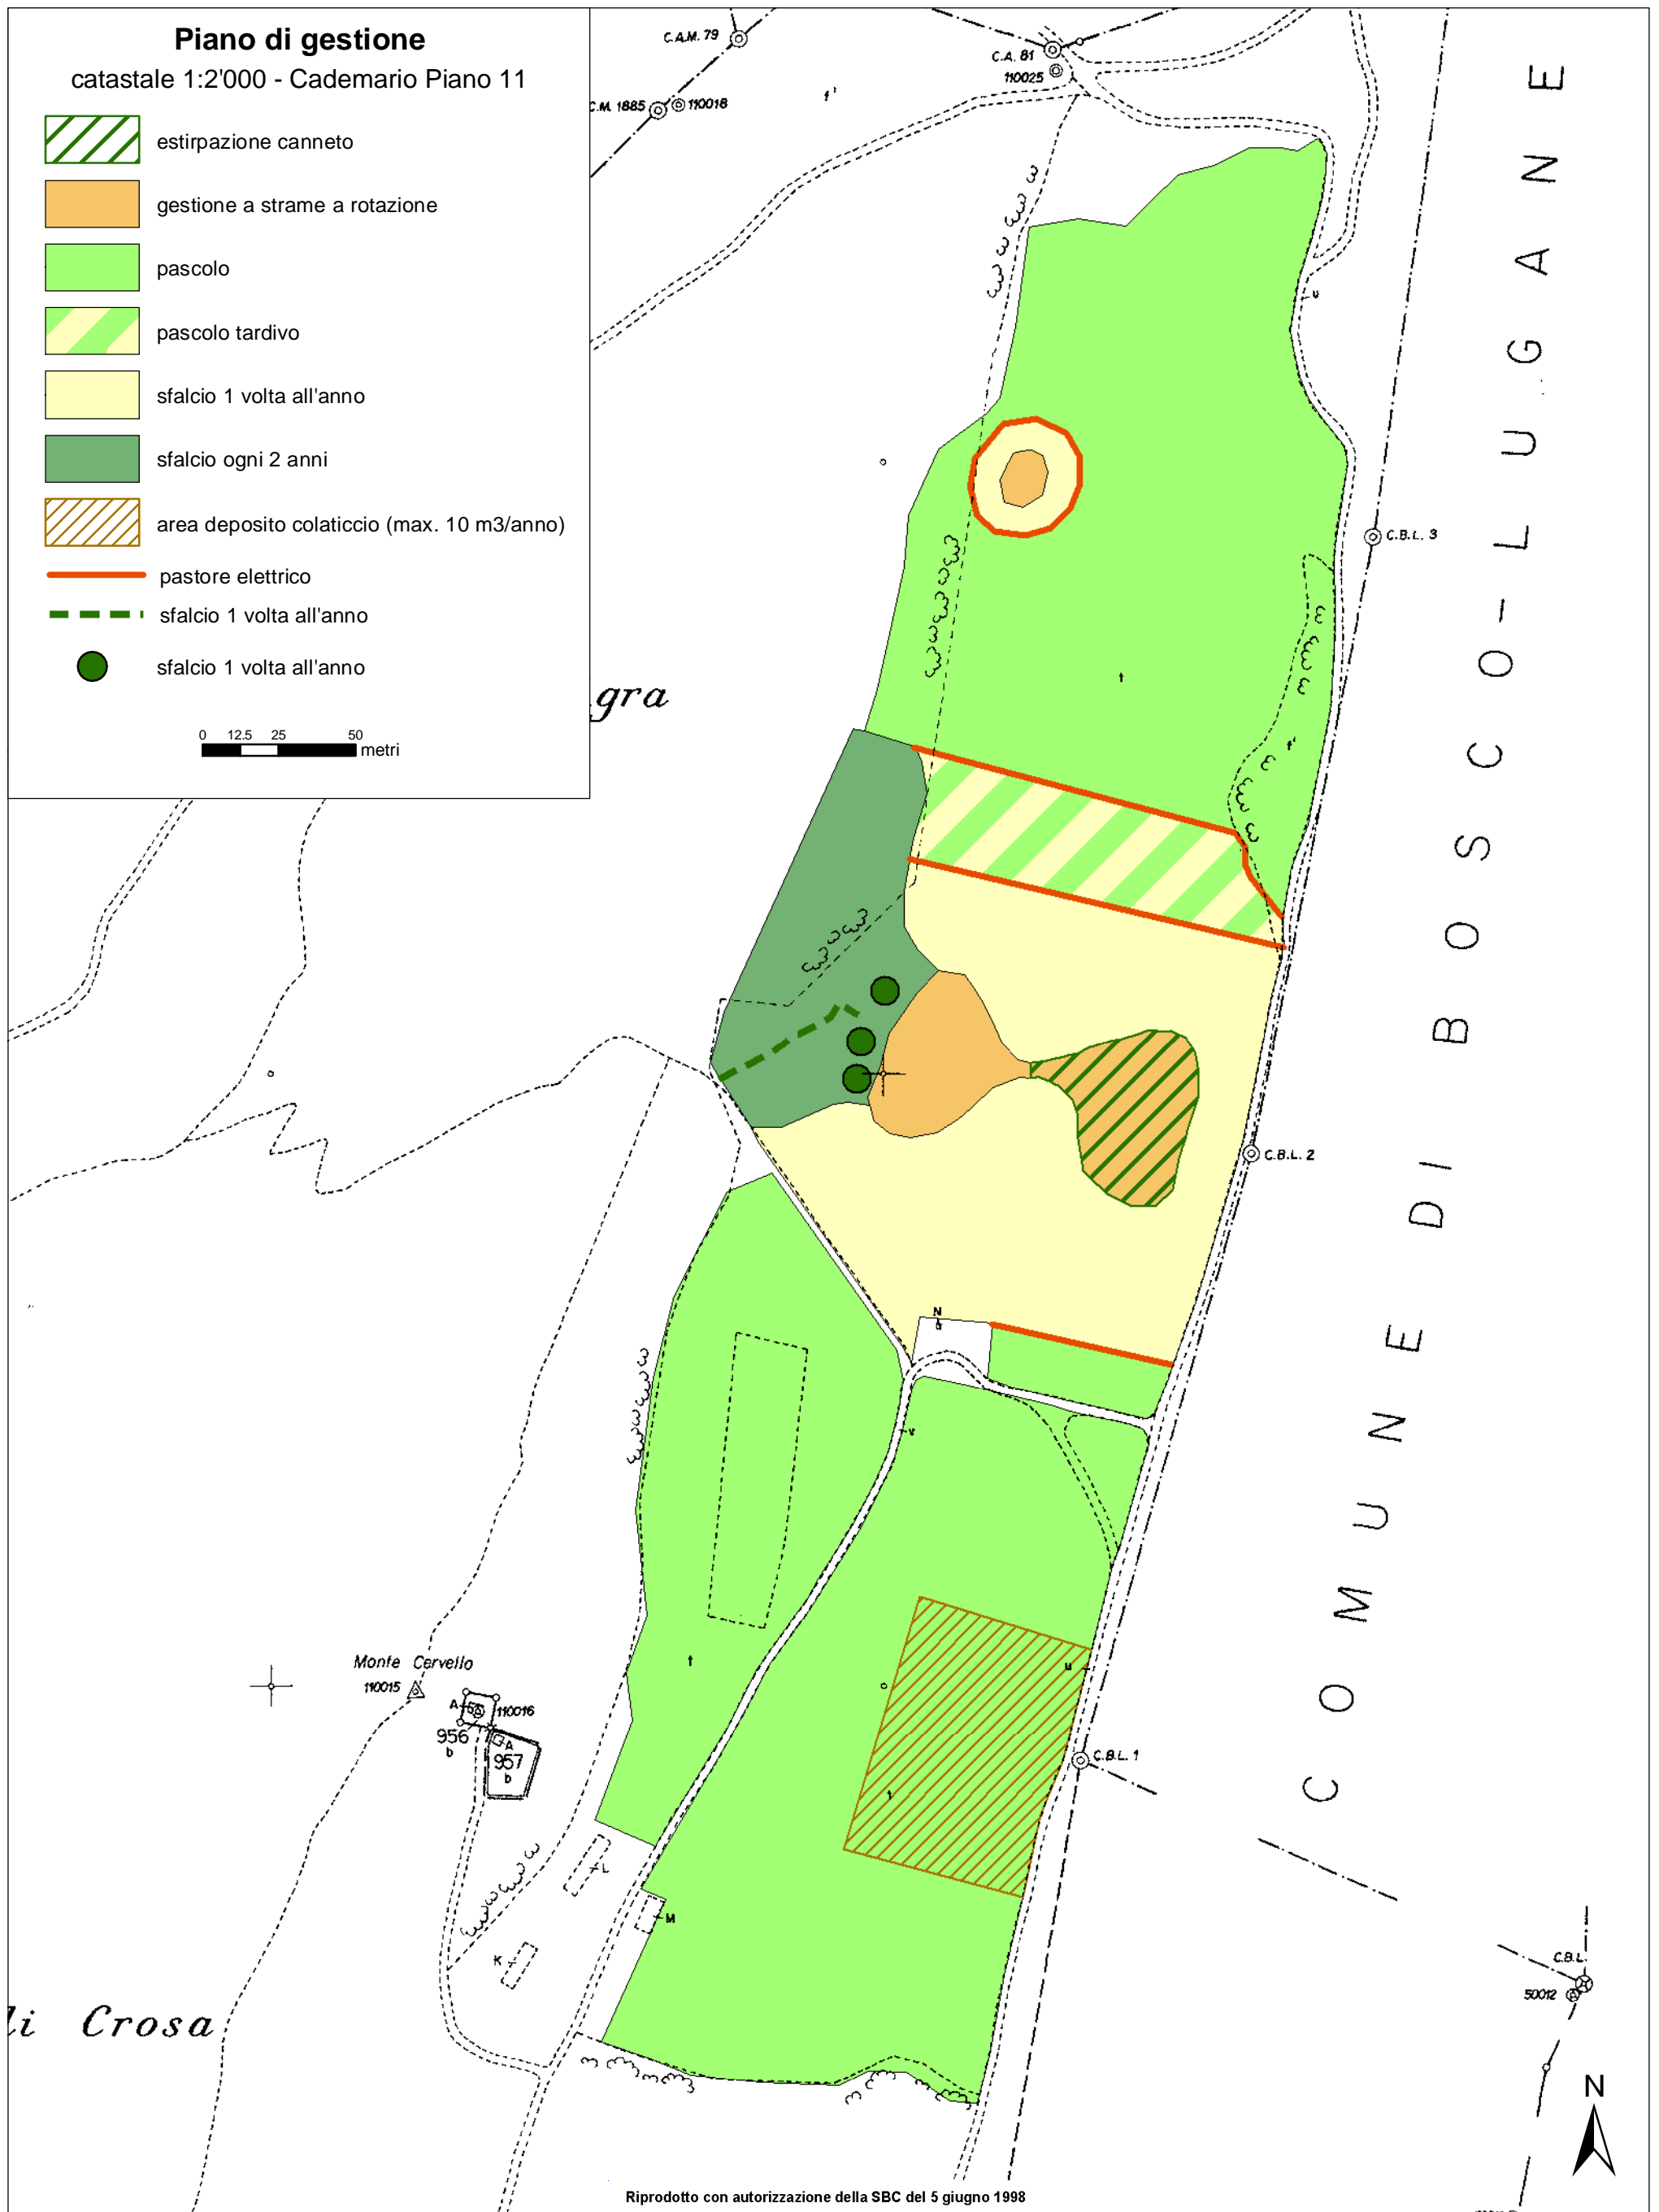 Piano di gestione
catastale 1:2'000 - Cademario Piano 11
estirpazione canneto
gestione a strame a rotazione
pascolo
pascolo tardivo
sfalcio 1 volta all'anno
sfalcio ogni 2 anni
area deposito colaticcio (max. 10 m3/anno)
pastore elettrico
sfalcio 1 volta all'anno
sfalcio 1 volta all'anno
0 12.5 25 50
metri
C.A.M. 79
C.A. 81
110025
C.M. 1885
110018
f'
u
C.B.L. 3
gra
t
f'
C.B.L. 2
COMUNE DI BOSCO-LUGANE
N
v
t
Monte Cervello
110015
A
110016
956
b
A
957
b
u
t
C.B.L. 1
L
M
K
li Crosa
C.B.L.
50012
N
Riprodotto con autorizzazione della SBC del 5 giugno 1998